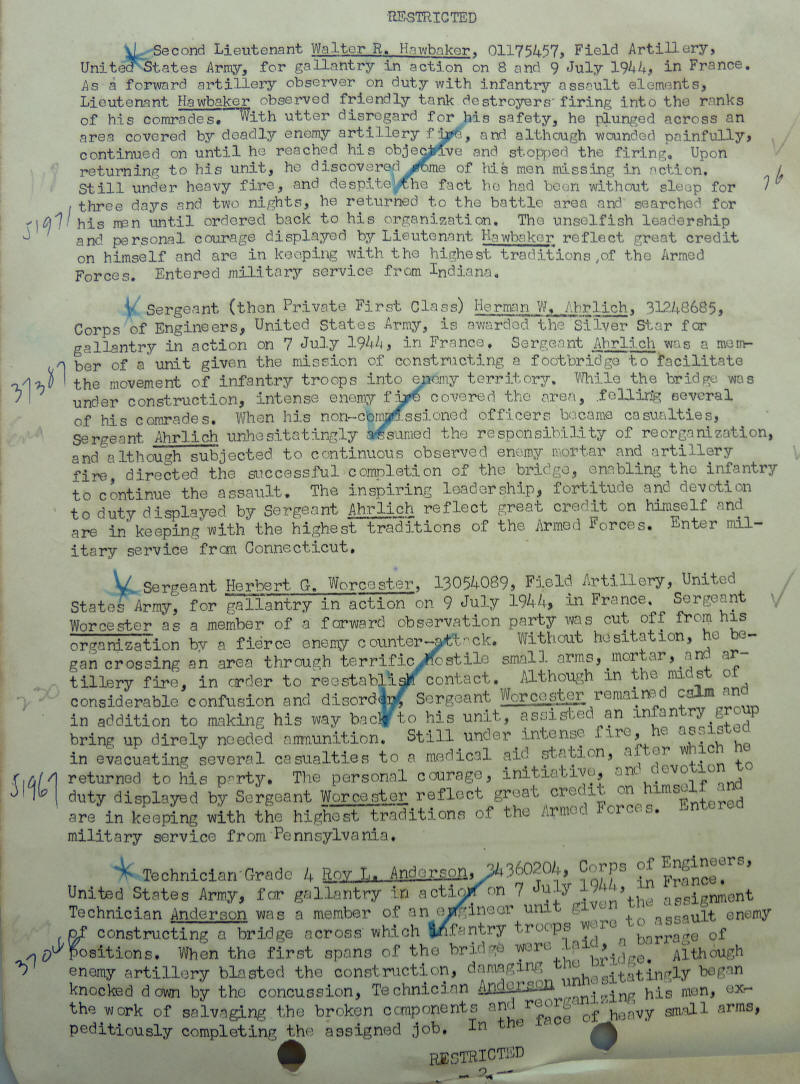 RESTRICTED
Second Lieutenant Walter R. Hawbaker, 01175457, Field Artillery,
United States Army, for gallantry in action on 8 and 9 July 1944, in France.
As a forward artillery observer on duty with infantry assault elements,
Lieutenant Hawbaker observed friendly tank destroyers firing into the ranks
of his comrades. With utter disregard for his safety, he plunged across an
area covered by deadly enemy artillery fire, and although wounded painfully,
continued on until he reached his objective and stopped the firing. Upon
returning to his unit, he discovered some of his men missing in action.
Still under heavy fire, and despite the fact he had been without sleep for
76
three days and two nights, he returned to the battle area and searched for
51971
his men until ordered back to his organization. The unselfish leadership
and personal courage displayed by Lieutenant Hawbaker reflect great credit
on himself and are in keeping with the highest traditions of the Armed
Forces. Entered military service from Indiana.
Sergeant (then Private First Class) Herman W. Ahrlich, 31248685,
Corps of Engineers, United States Army, is awarded the Silver Star for
gallantry in action on 7 July 1944, in France. Sergeant Ahrlich was a mem-
ber of a unit given the mission of constructing a footbridge to facilitate
37387
the movement of infantry troops into enemy territory. While the bridge was
under construction, intense enemy fire covered the area, felling several
of his comrades. When his non-commissioned officers became casualties,
Sergeant Ahrlich unhesitatingly assumed the responsibility of reorganization,
and although subjected to continuous observed enemy mortar and artillery
fire, directed the successful completion of the bridge, enabling the infantry
to continue the assault. The inspiring leadership, fortitude and devotion
to duty displayed by Sergeant Ahrlich reflect great credit on himself and
are in keeping with the highest traditions of the Armed Forces. Enter mil-
itary service from Connecticut.
Sergeant Herbert G. Worcester, 13054089, Field Artillery, United
States Army, for gallantry in action on 9 July 1944, in France. Sergeant
Worcester as a member of a forward observation party was cut off from his
organization by a fierce enemy counter-attack. Without hesitation, he be-
gan crossing an area through terrific hostile small arms, mortar, and ar-
tillery fire, in order to reestablish contact. Although in the midst of
considerable confusion and disorder, Sergeant Worcester remained calm and
in addition to making his way back to his unit, assisted an infantry group
bring up direly needed ammunition. Still under intense fire, he assisted
in evacuating several casualties to a medical aid station, after which he
51967
returned to his party. The personal courage, initiative, and devotion to
duty displayed by Sergeant Worcester reflect great credit on himself and
are in keeping with the highest traditions of the Armed Forces. Entered
military service from Pennsylvania.
Technician Grade 4 Roy L. Anderson, 34360204, Corps of Engineers,
United States Army, for gallantry in action on 7 July 1944, in France.
Technician Anderson was a member of an engineer unit given the assignment
of constructing a bridge across which infantry troops were to assault enemy
positions. When the first spans of the bridge were laid, a barrage of
enemy artillery blasted the construction, damaging the bridge. Although
knocked down by the concussion, Technician Anderson unhesitatingly began
the work of salvaging the broken components and reorganizing his men, ex-
peditiously completing the assigned job. In the face of heavy small arms,
RESTRICTED
- 2 -